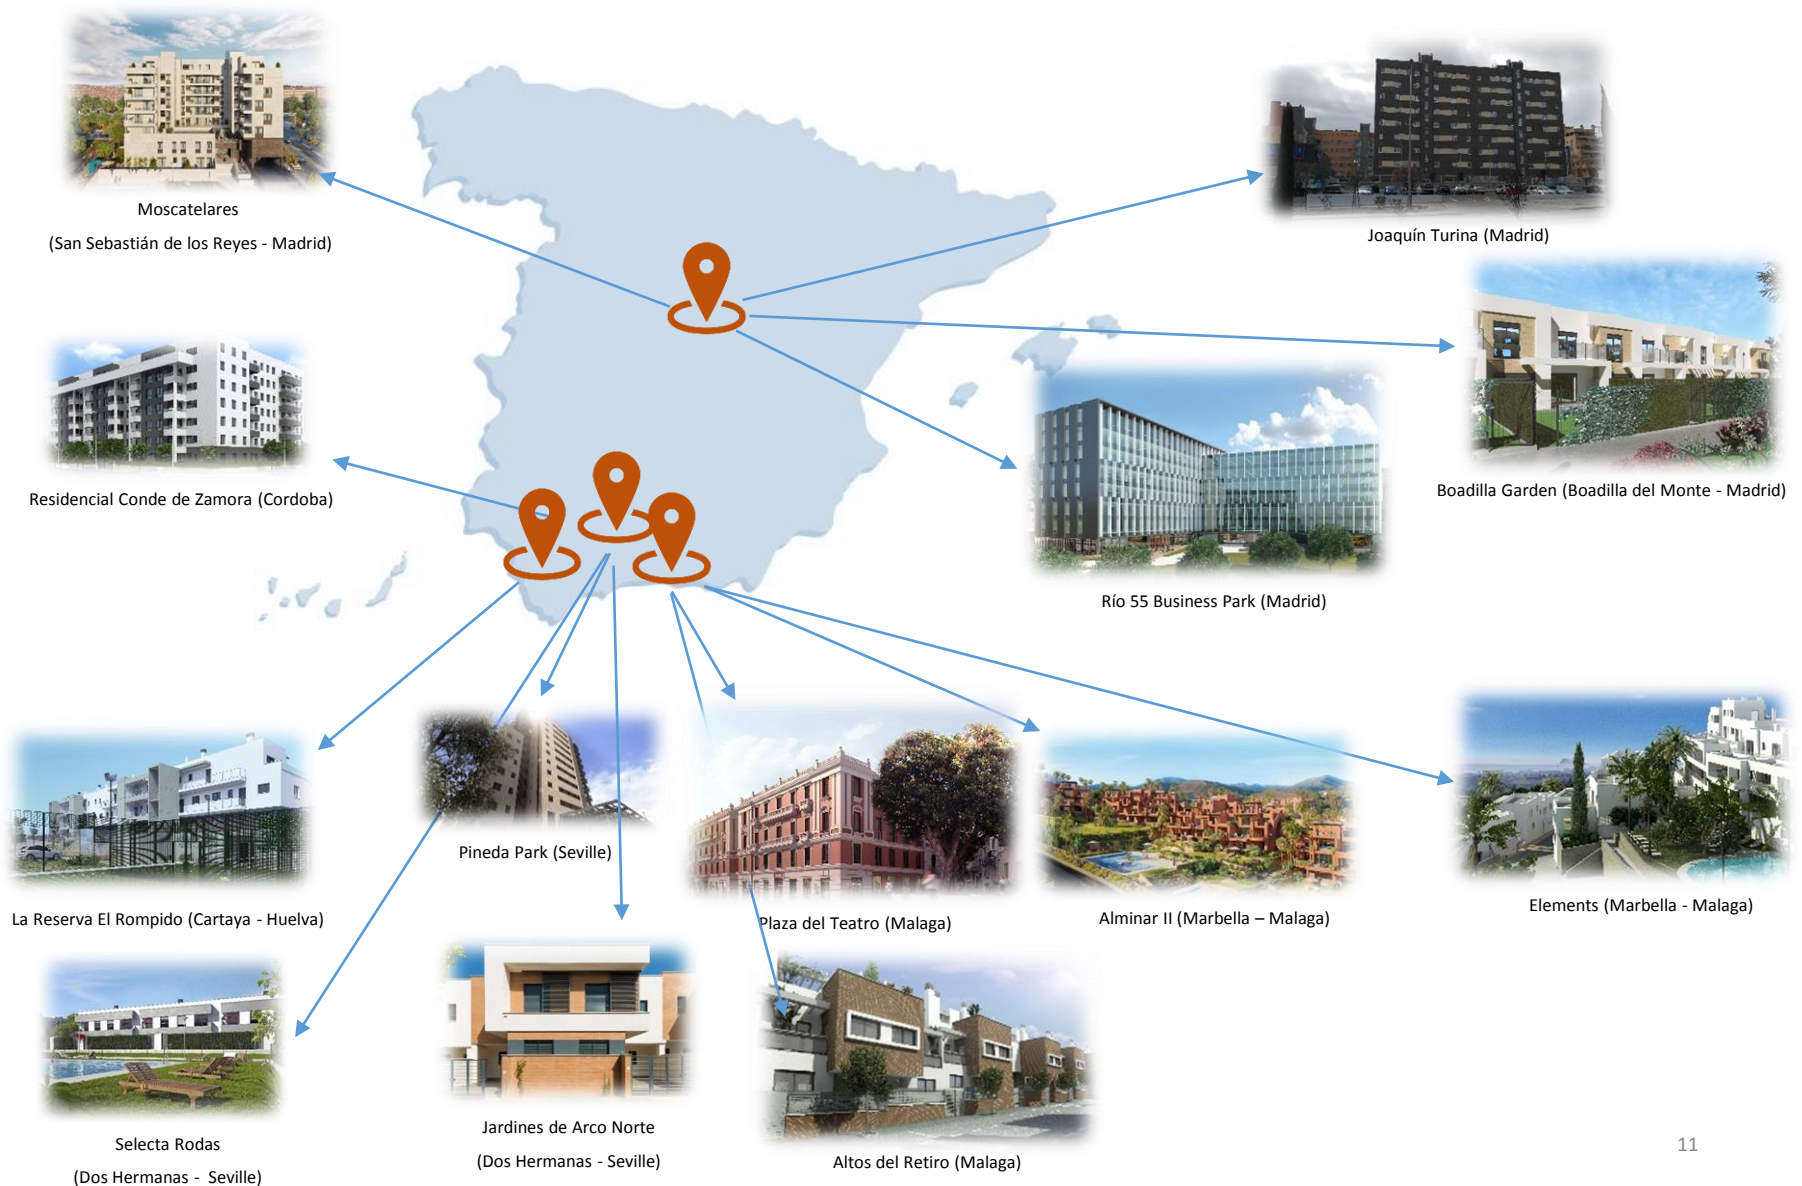 Moscatelares
(San Sebastián de los Reyes - Madrid)
Joaquín Turina (Madrid)
Residencial Conde de Zamora (Cordoba)
Boadilla Garden (Boadilla del Monte - Madrid)
Río 55 Business Park (Madrid)
Pineda Park (Seville)
La Reserva El Rompido (Cartaya - Huelva)
Plaza del Teatro (Malaga)
Alminar II (Marbella – Malaga)
Elements (Marbella - Malaga)
Selecta Rodas
(Dos Hermanas - Seville)
Jardines de Arco Norte
(Dos Hermanas - Seville)
Altos del Retiro (Malaga)
11